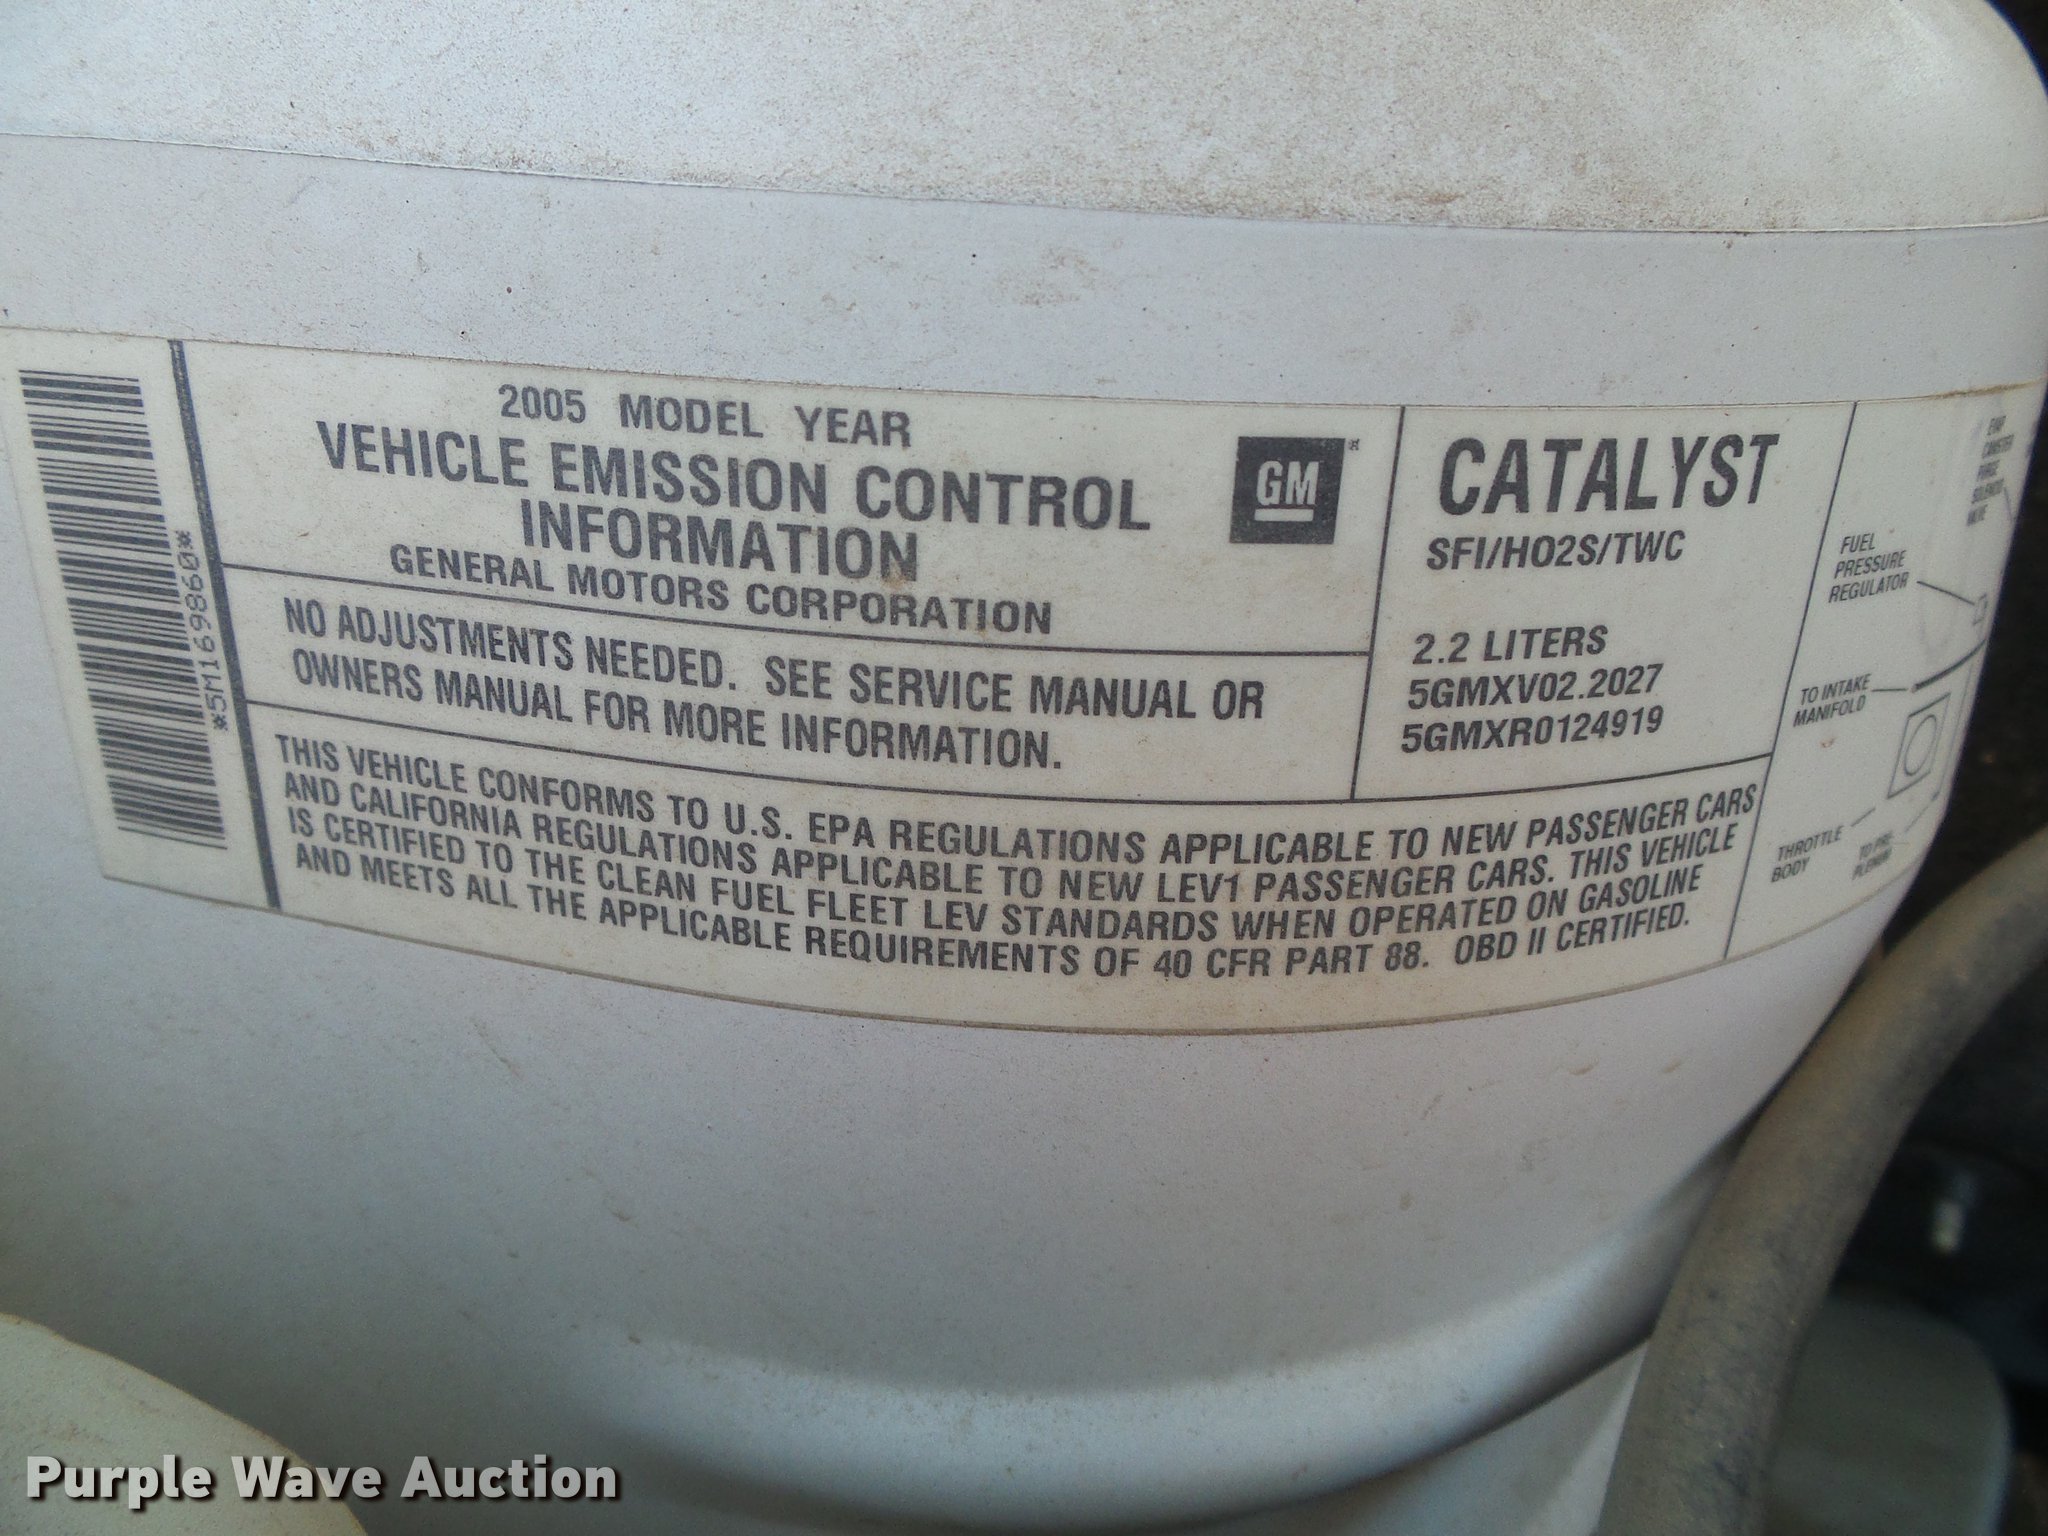 *5M169860*
2005 MODEL YEAR
VEHICLE EMISSION CONTROL
INFORMATION
GENERAL MOTORS CORPORATION
GM
NO ADJUSTMENTS NEEDED. SEE SERVICE MANUAL OR
OWNERS MANUAL FOR MORE INFORMATION.
CATALYST
SFI/HO2S/TWC
2.2 LITERS
5GMXV02.2027
5GMXR0124919
THIS VEHICLE CONFORMS TO U.S. EPA REGULATIONS APPLICABLE TO NEW PASSENGER CARS
AND CALIFORNIA REGULATIONS APPLICABLE TO NEW LEV1 PASSENGER CARS. THIS VEHICLE
IS CERTIFIED TO THE CLEAN FUEL FLEET LEV STANDARDS WHEN OPERATED ON GASOLINE
AND MEETS ALL THE APPLICABLE REQUIREMENTS OF 40 CFR PART 88. OBD II CERTIFIED.
FUEL
PRESSURE
REGULATOR
TO INTAKE
MANIFOLD
THROTTLE
BODY
Purple Wave Auction